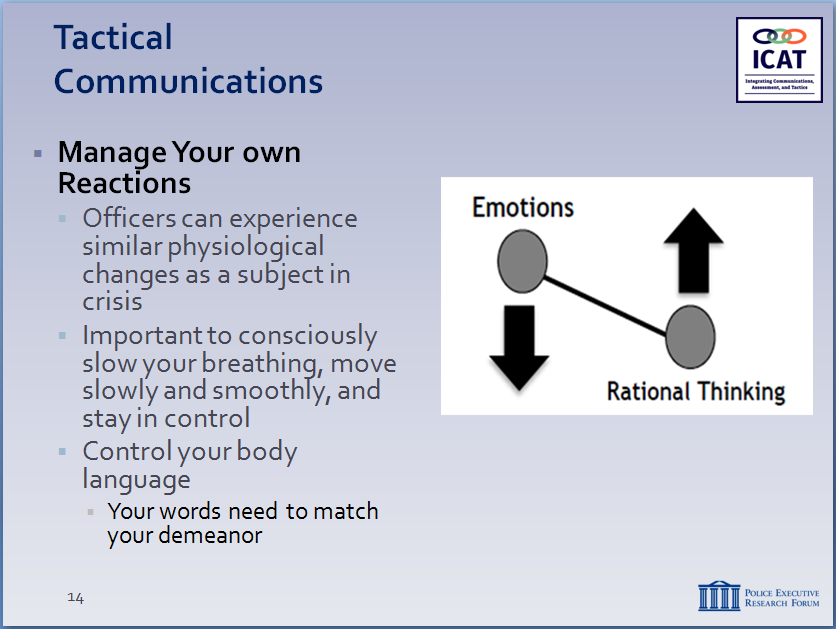 Tactical
Communications
ICAT
Integrating Communications,
Assessment, and Tactics
▪ Manage Your own
Reactions
▪ Officers can experience
similar physiological
changes as a subject in
crisis
▪ Important to consciously
slow your breathing, move
slowly and smoothly, and
stay in control
▪ Control your body
language
▪ Your words need to match
your demeanor
Emotions
Rational Thinking
14
POLICE EXECUTIVE
RESEARCH FORUM